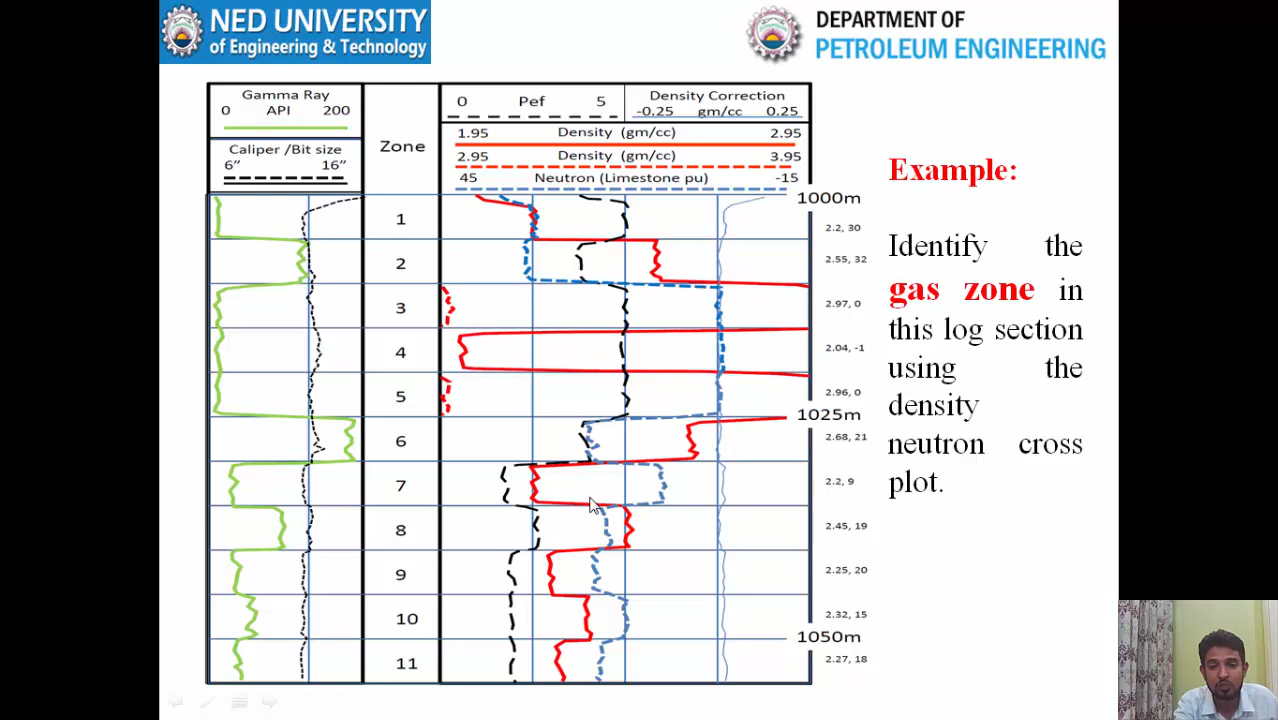 NED UNIVERSITY
of Engineering & Technology
DEPARTMENT OF
PETROLEUM ENGINEERING
Gamma Ray
0 API 200
Caliper /Bit size
6” 16”
Zone
0 Pef 5
Density Correction
-0.25 gm/cc 0.25
1.95 Density (gm/cc) 2.95
2.95 Density (gm/cc) 3.95
45 Neutron (Limestone pu) -15
1000m
1
2.2, 30
2
2.55, 32
3
2.97, 0
4
2.04, -1
5
2.96, 0
1025m
6
2.68, 21
7
2.2, 9
8
2.45, 19
9
2.25, 20
10
2.32, 15
1050m
11
2.27, 18
Example:
Identify the
gas zone in
this log section
using the
density
neutron cross
plot.